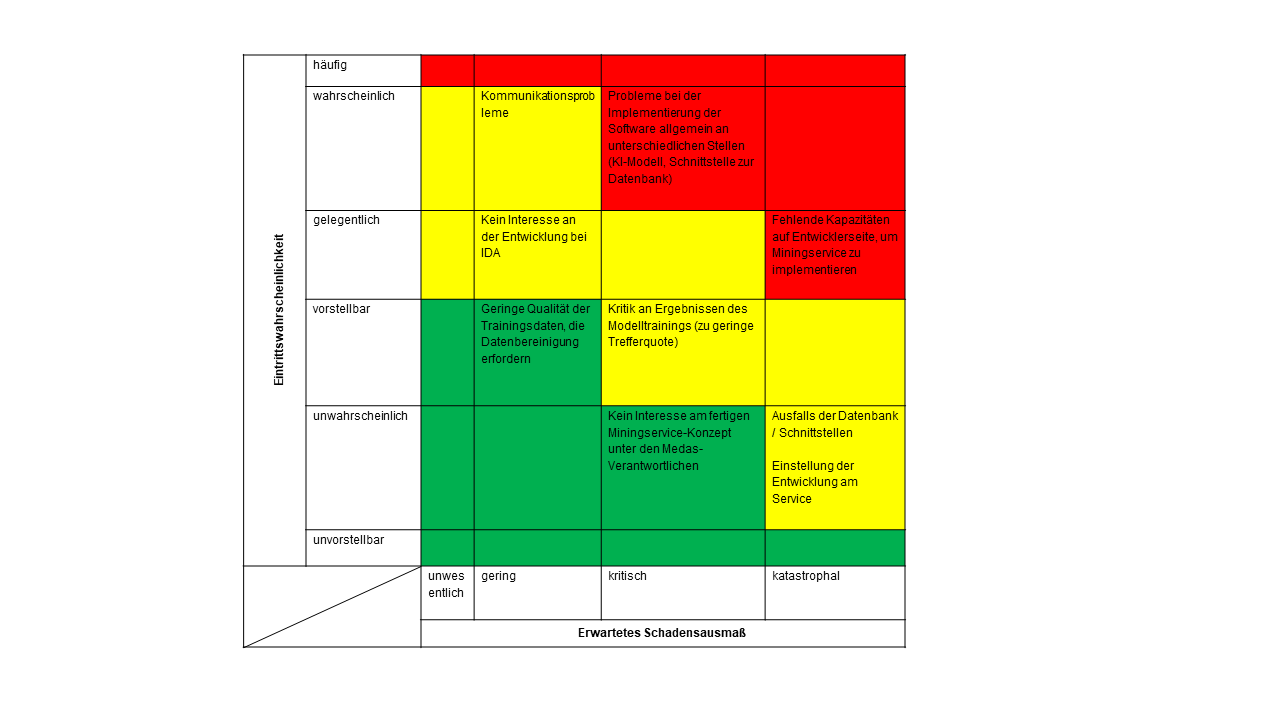 Eintrittswahrscheinlichkeit
häufig
wahrscheinlich
Kommunikationsprob
leme
Probleme bei der
Implementierung der
Software allgemein an
unterschiedlichen Stellen
(KI-Modell, Schnittstelle zur
Datenbank)
gelegentlich
Kein Interesse an
der Entwicklung bei
IDA
Fehlende Kapazitäten
auf Entwicklerseite, um
Miningservice zu
implementieren
vorstellbar
Geringe Qualität der
Trainingsdaten, die
Datenbereinigung
erfordern
Kritik an Ergebnissen des
Modelltrainings (zu geringe
Trefferquote)
unwahrscheinlich
Kein Interesse am fertigen
Miningservice-Konzept
unter den Medas-
Verantwortlichen
Ausfalls der Datenbank
/ Schnittstellen
Einstellung der
Entwicklung am
Service
unvorstellbar
unwes
entlich
gering
kritisch
katastrophal
Erwartetes Schadensausmaß